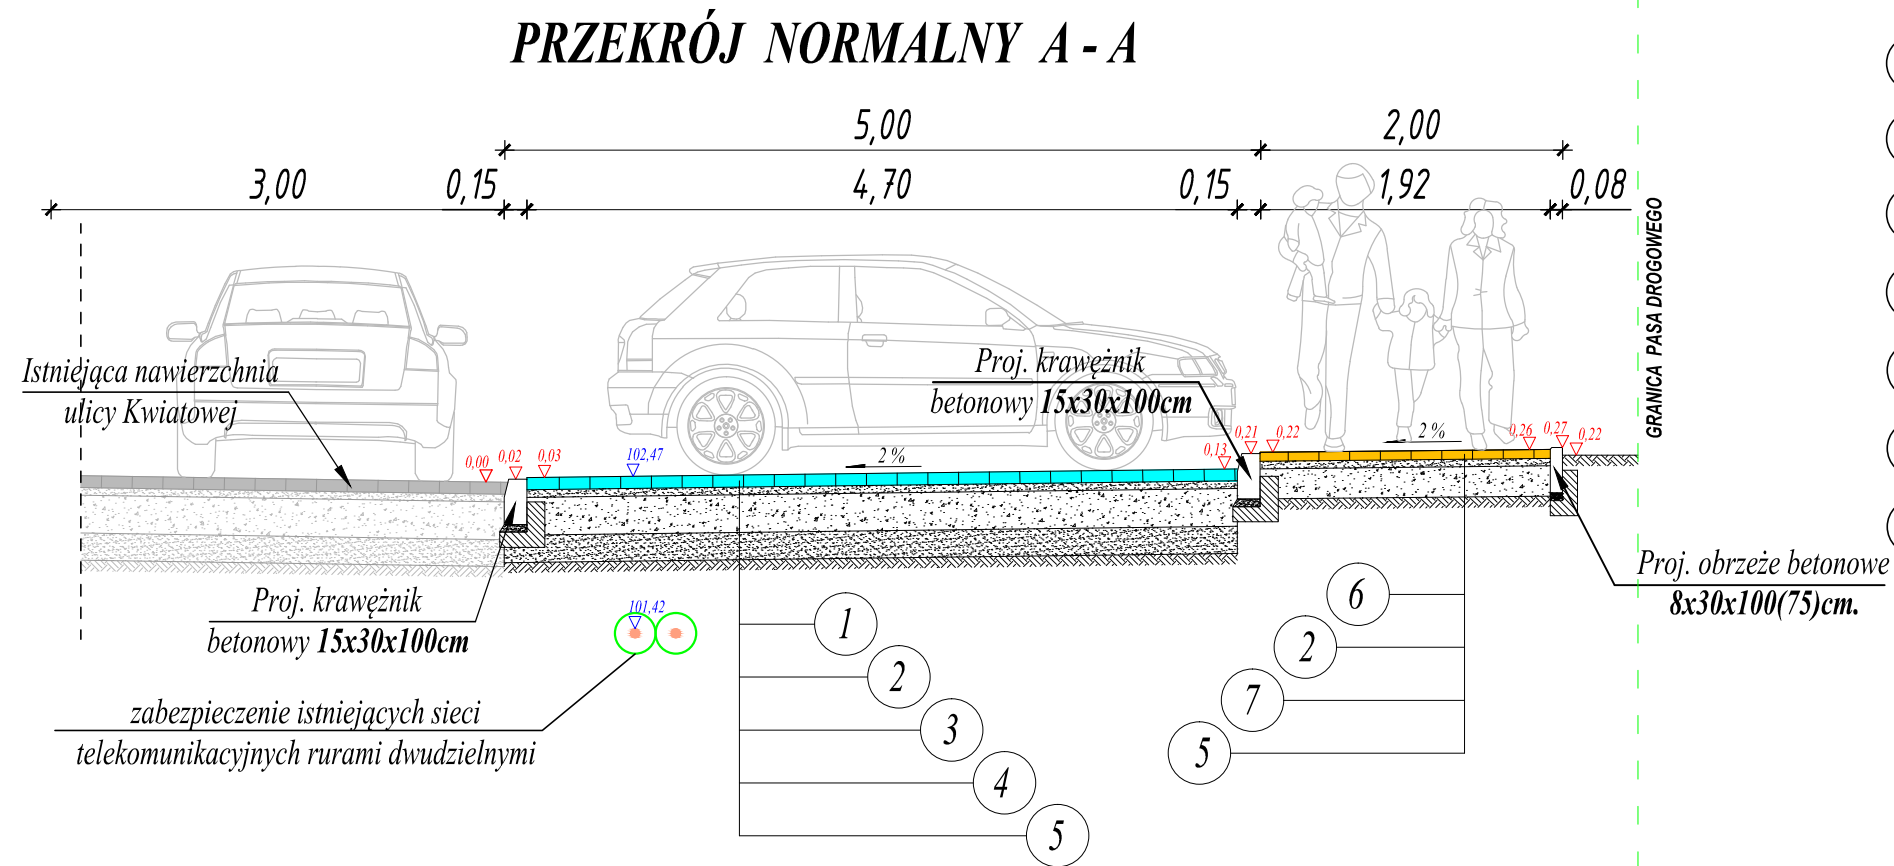 PRZEKRÓJ NORMALNY A - A
5,00
2,00
3,00
0,15
4,70
0,15
1,92
0,08
GRANICA PASA DROGOWEGO
Istniejąca nawierzchnia
ulicy Kwiatowej
Proj. krawężnik
betonowy 15x30x100cm
0,00
0,02
0,03
102,47
2 %
0,13
0,21
0,22
2 %
0,26
0,27
0,22
Proj. krawężnik
betonowy 15x30x100cm
101,42
Proj. obrzeże betonowe
8x30x100(75)cm.
zabezpieczenie istniejących sieci
telekomunikacyjnych rurami dwudzielnymi
1
2
3
4
5
6
2
7
5